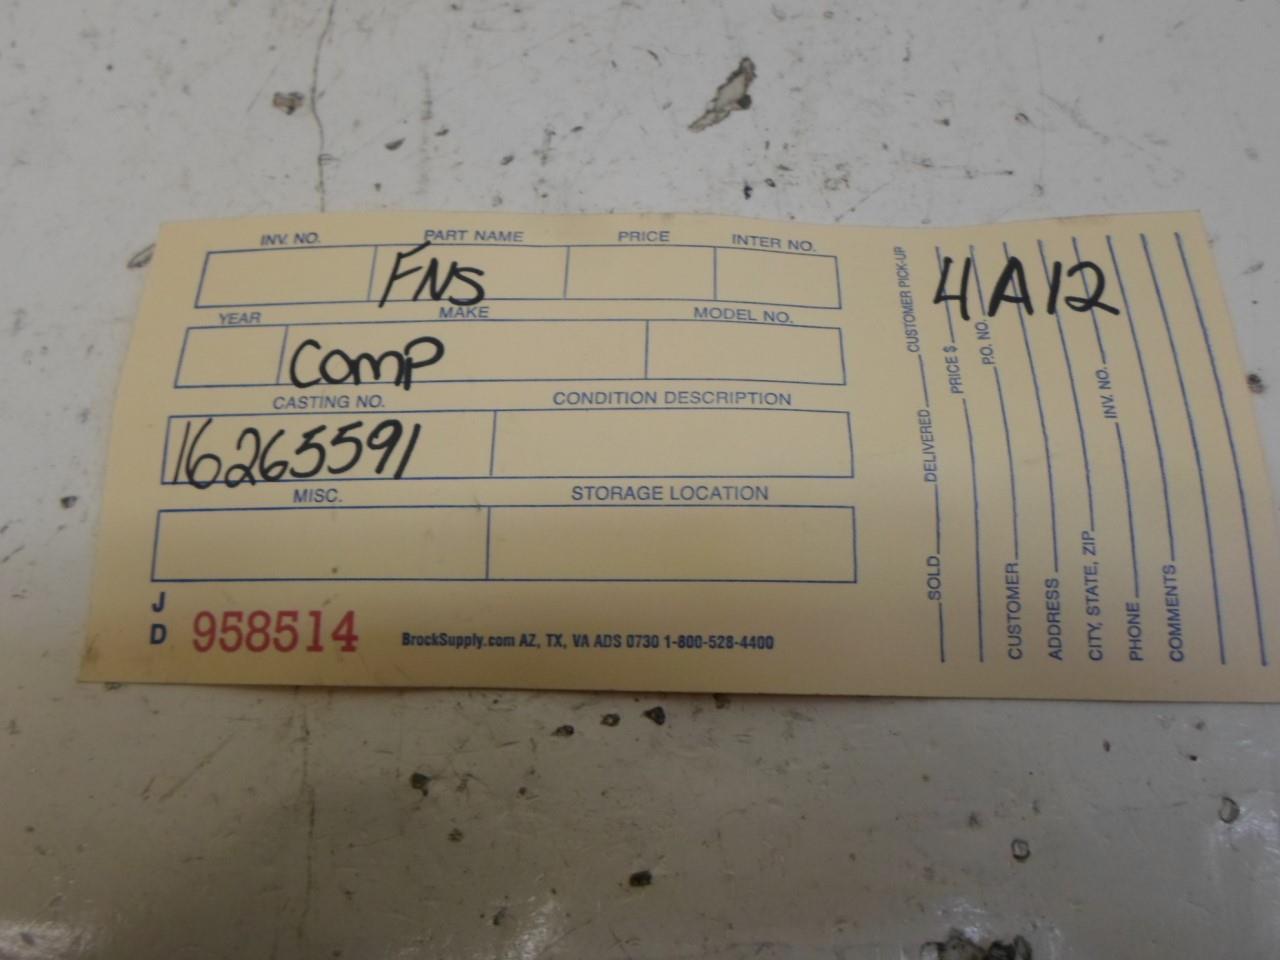 INV. NO. PART NAME PRICE INTER NO.
FNS
YEAR MAKE MODEL NO.
Comp
CASTING NO. CONDITION DESCRIPTION
16265591
MISC. STORAGE LOCATION
J D 958514 BrockSupply.com AZ, TX, VA ADS 0730 1-800-528-4400
4A12
SOLD DELIVERED CUSTOMER PICK-UP
PRICE $
P.O. NO.
CUSTOMER
ADDRESS
CITY, STATE, ZIP INV. NO.
PHONE
COMMENTS